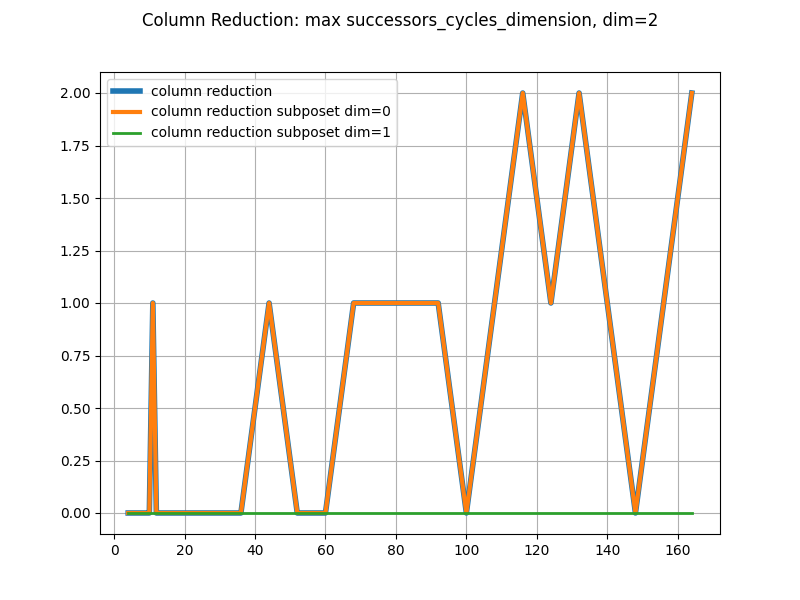 Column Reduction: max successors_cycles_dimension, dim=2
column reduction
column reduction subposet dim=0
column reduction subposet dim=1
2.00
1.75
1.50
1.25
1.00
0.75
0.50
0.25
0.00
0 20 40 60 80 100 120 140 160